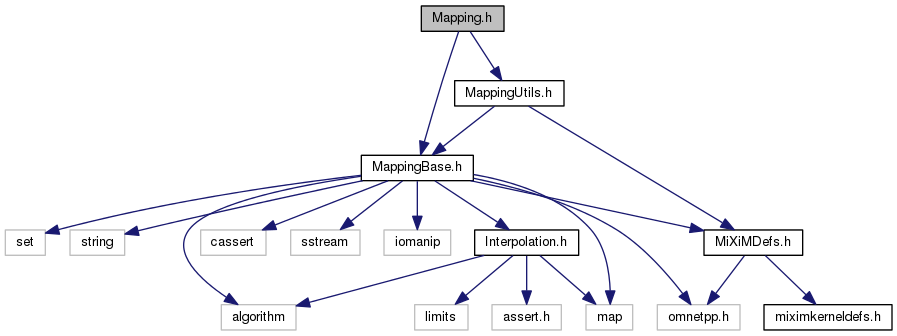 Mapping.h
MappingUtils.h
MappingBase.h
set
string
cassert
sstream
iomanip
Interpolation.h
MiXiMDefs.h
algorithm
limits
assert.h
map
omnetpp.h
miximkerneldefs.h